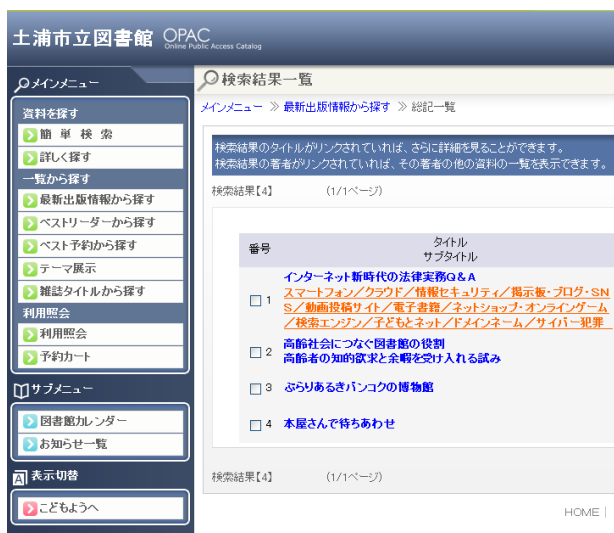 土浦市立図書館 OPAC
Online Public Access Catalog
メインメニュー
資料を探す
簡単検索
詳しく探す
一覧から探す
最新出版情報から探す
ベストリーダーから探す
ベスト予約から探す
テーマ展示
雑誌タイトルから探す
利用照会
利用照会
予約カート
サブメニュー
図書館カレンダー
お知らせ一覧
A 表示切替
こどもようへ
検索結果一覧
メインメニュー ≫ 最新出版情報から探す ≫ 総記一覧
検索結果のタイトルがリンクされていれば、さらに詳細を見ることができます。
検索結果の著者がリンクされていれば、その著者の他の資料の一覧を表示できます。
検索結果【4】 (1/1ページ)
番号
タイトル
サブタイトル
1 インターネット新時代の法律実務Q&A
スマートフォン/クラウド/情報セキュリティ/掲示板・ブログ・SN
S/動画投稿サイト/電子書籍/ネットショップ・オンラインゲーム
/検索エンジン/子どもとネット/ドメインネーム/サイバー犯罪
2 高齢社会につなぐ図書館の役割
高齢者の知的欲求と余暇を受け入れる試み
3 ぶらりあるきバンコクの博物館
4 本屋さんで待ちあわせ
検索結果【4】 (1/1ページ)
HOME |